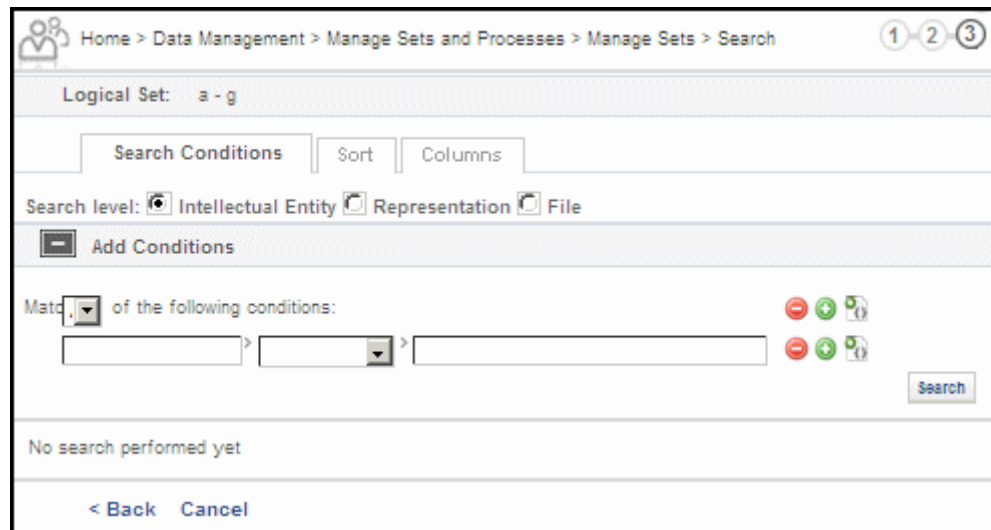 Home > Data Management > Manage Sets and Processes > Manage Sets > Search
1 2 3
Logical Set: a - g
Search Conditions Sort Columns
Search level: Intellectual Entity Representation File
Add Conditions
Matc of the following conditions:
> >
Search
No search performed yet
< Back Cancel